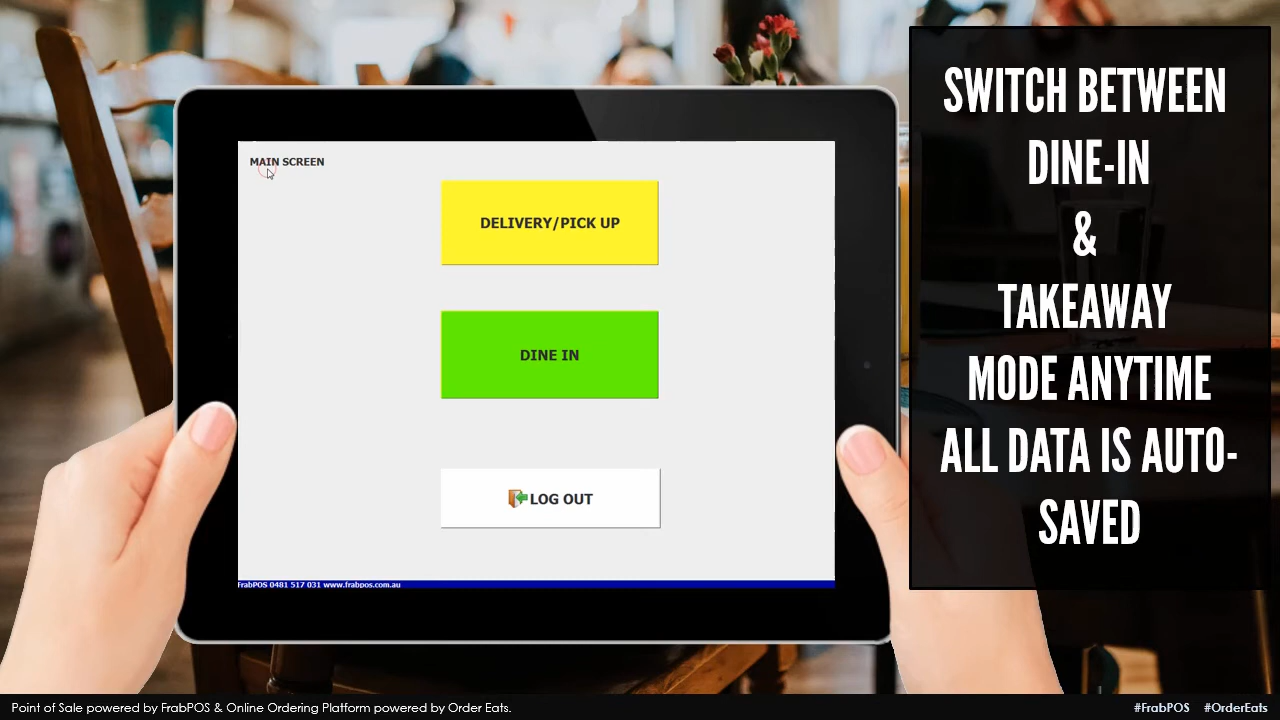 MAIN SCREEN
DELIVERY/PICK UP
DINE IN
LOG OUT
FrabPOS 0481 517 031 www.frabpos.com.au
SWITCH BETWEEN
DINE-IN
&
TAKEAWAY
MODE ANYTIME
ALL DATA IS AUTO-
SAVED
Point of Sale powered by FrabPOS & Online Ordering Platform powered by Order Eats.
#FrabPOS #OrderEats